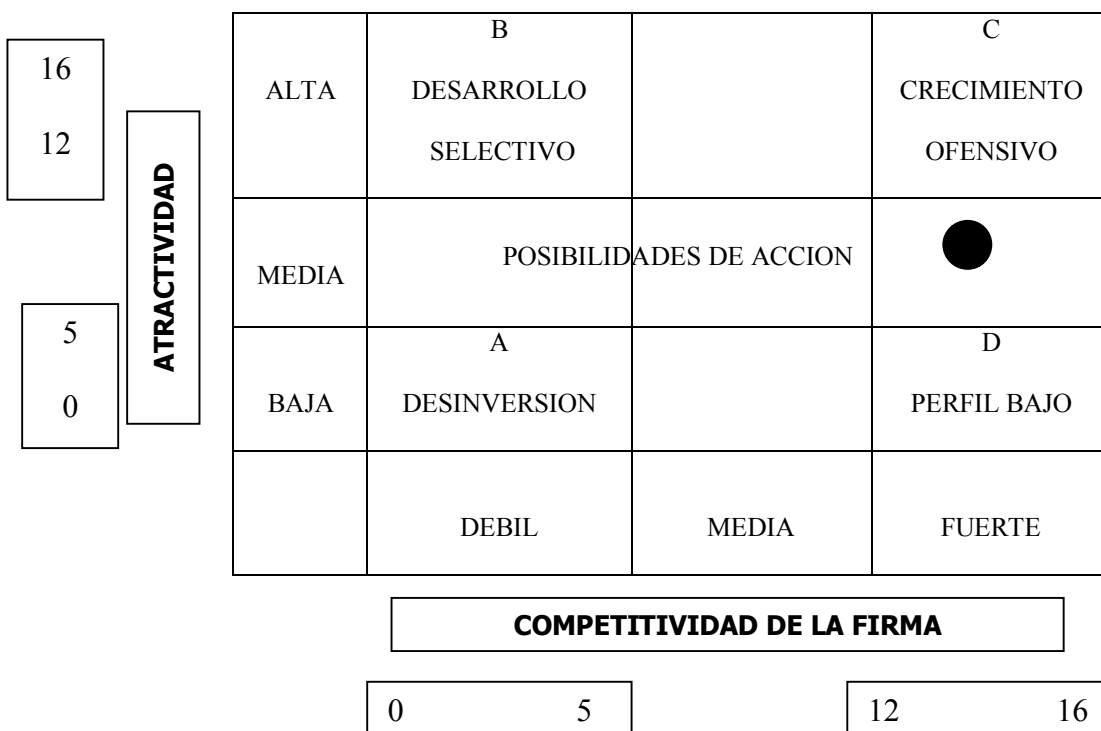 16
12
ATRACTIVIDAD
5
0
ALTA
B
DESARROLLO
SELECTIVO
C
CRECIMIENTO
OFENSIVO
MEDIA
POSIBILIDADES DE ACCION
BAJA
A
DESINVERSION
D
PERFIL BAJO
DEBIL
MEDIA
FUERTE
COMPETITIVIDAD DE LA FIRMA
0 5
12 16